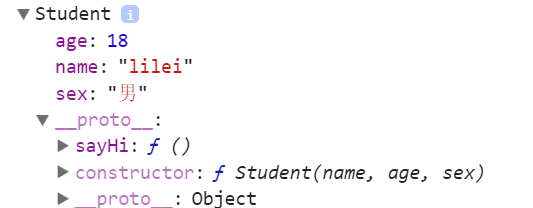 ▼Student i
age: 18
name: "lilei"
sex: "男"
▼__proto__:
▶sayHi: ƒ ()
▶constructor: ƒ Student(name, age, sex)
▶__proto__: Object